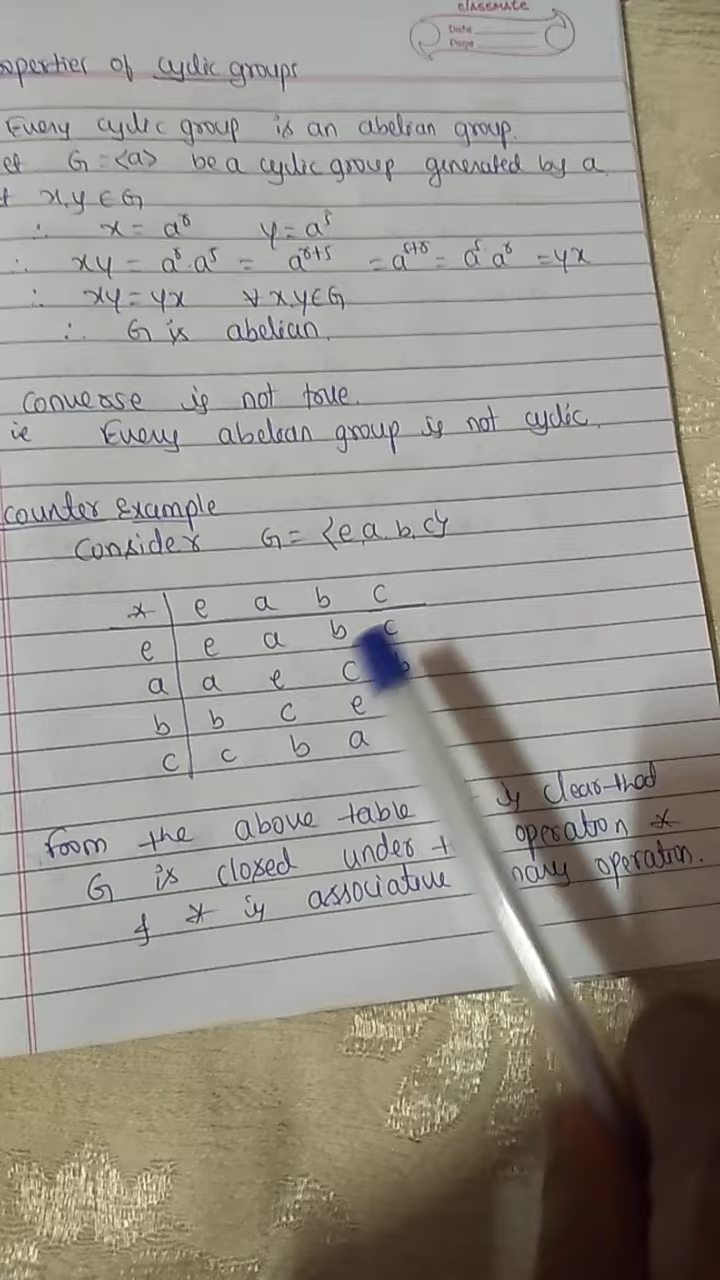 classmate
Date
Page
operties of cyclic groups
Every cyclic group is an abelian group.
et G = <a> be a cyclic group generated by a
t x,y ∈ G
∴ x = a^r y = a^s
∴ xy = a^r.a^s = a^r+s = a^s+r = a^s.a^r = yx
∴ xy = yx ∀ x,y ∈ G
∴ G is abelian.
converse is not true.
ie Every abelean group is not cyclic.
counter Example
Consider G = {e,a,b,c}
* | e a b c
e | e a b c
a | a e c b
b | b c e
c | c b a
from the above table is clear that
G is closed under operation *
& * is associative nary operation.